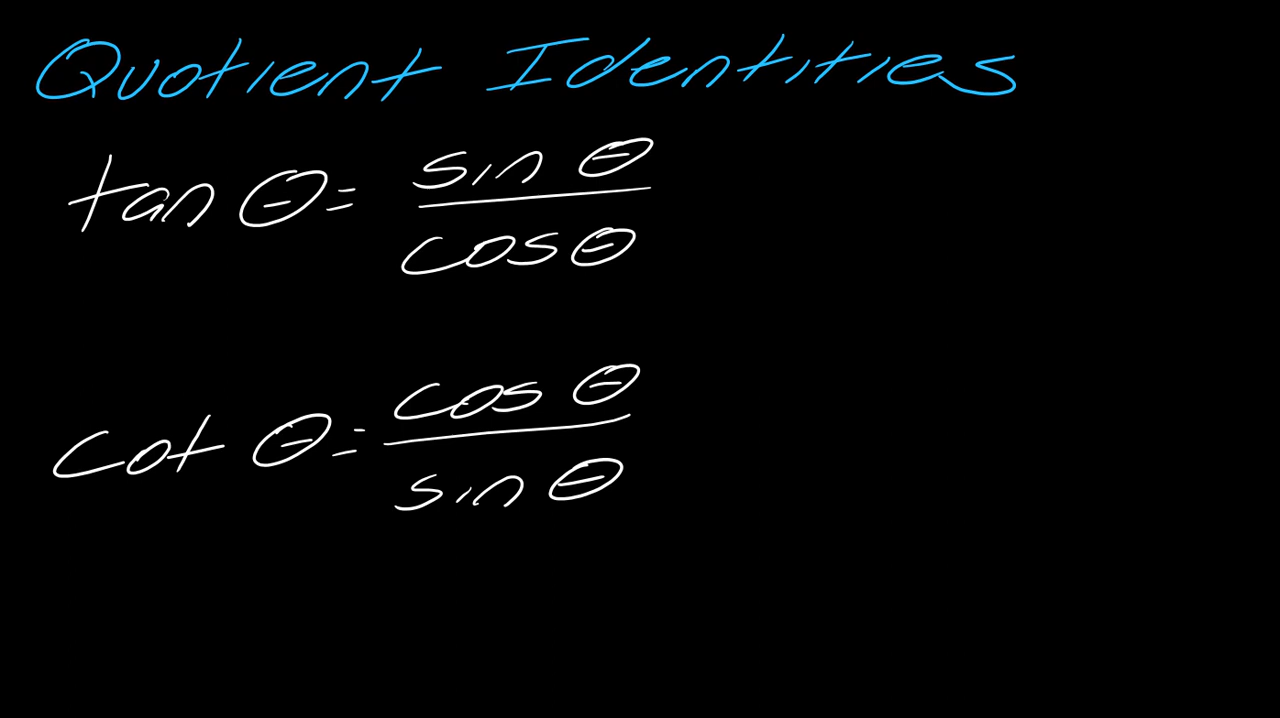 Quotient Identities
tan θ = sin θ / cos θ
cot θ = cos θ / sin θ